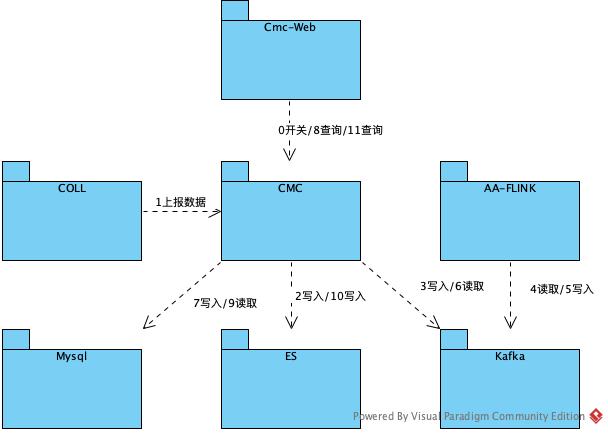 Cmc-Web
0开关/8查询/11查询
COLL
CMC
AA-FLINK
1上报数据
7写入/9读取
2写入/10写入
3写入/6读取
4读取/5写入
Mysql
ES
Kafka
Powered By Visual Paradigm Community Edition